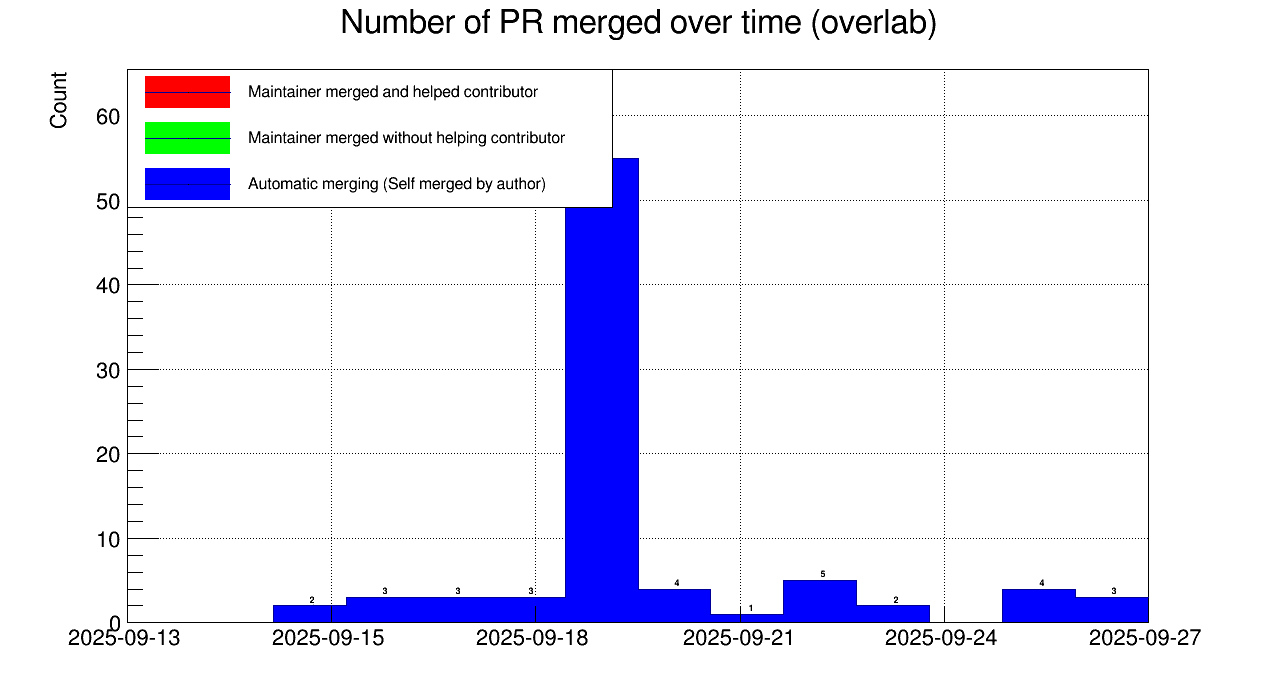 Number of PR merged over time (overlab)
Count
Maintainer merged and helped contributor
Maintainer merged without helping contributor
Automatic merging (Self merged by author)
60
50
40
30
20
10
0
2 3 3 3 4 1 5 2 4 3
2025-09-13 2025-09-15 2025-09-18 2025-09-21 2025-09-24 2025-09-27